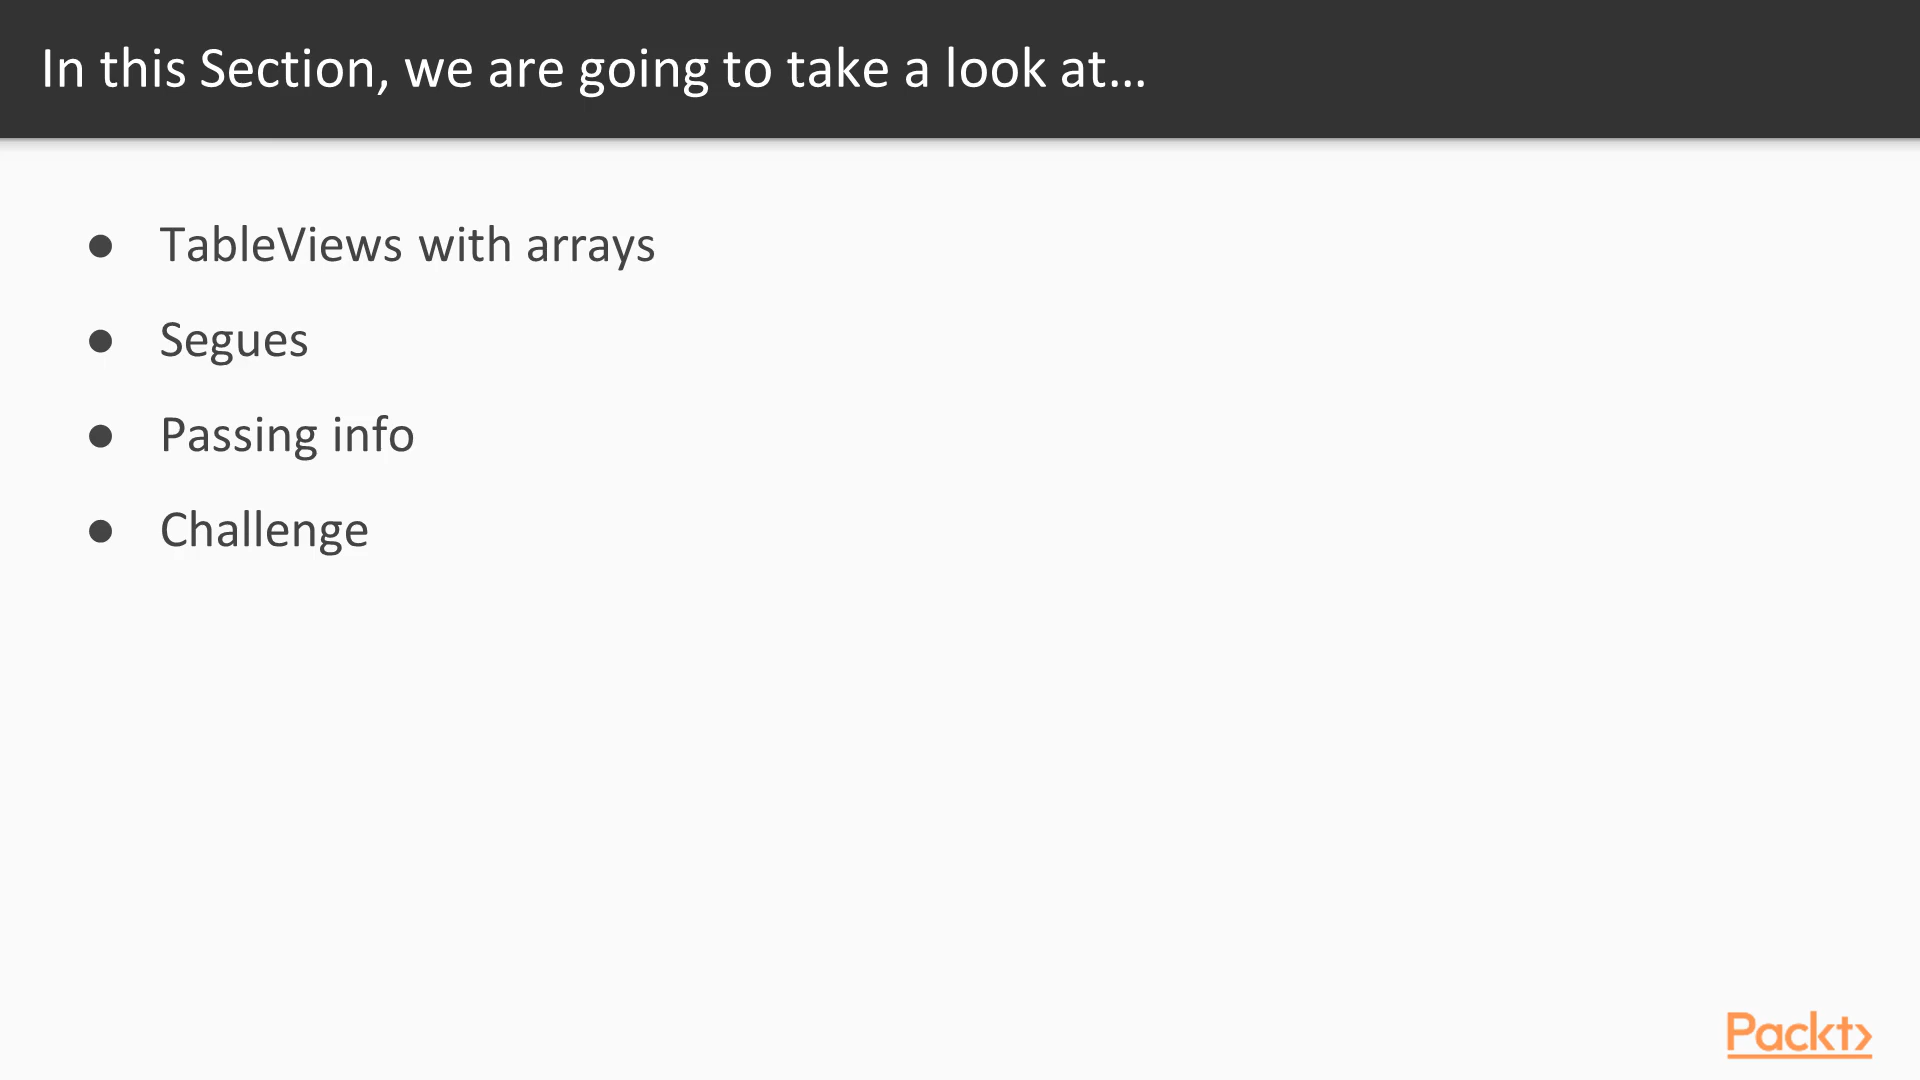 In this Section, we are going to take a look at...
● TableViews with arrays
● Segues
● Passing info
● Challenge
Packt>